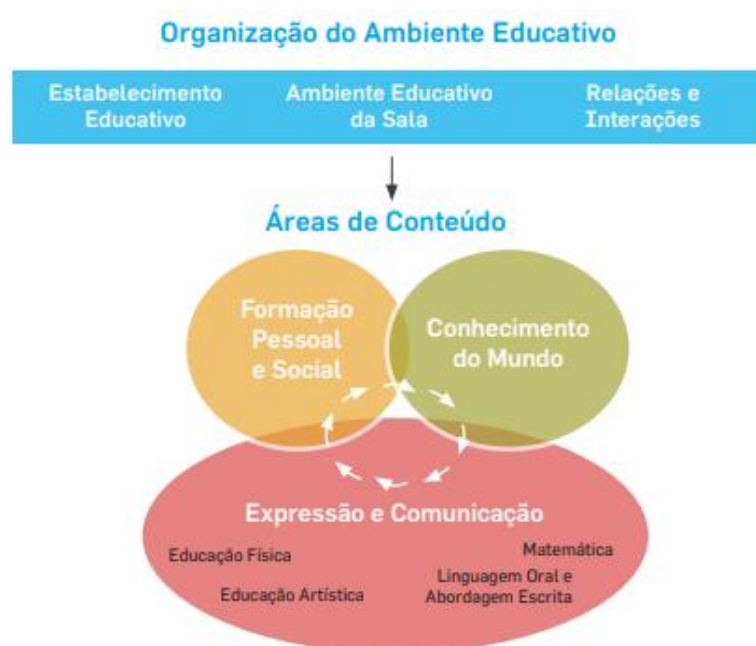 Organização do Ambiente Educativo
Estabelecimento
Educativo
Ambiente Educativo
da Sala
Relações e
Interações
Áreas de Conteúdo
Formação
Pessoal
e Social
Conhecimento
do Mundo
Expressão e Comunicação
Educação Física
Matemática
Educação Artística
Linguagem Oral e
Abordagem Escrita